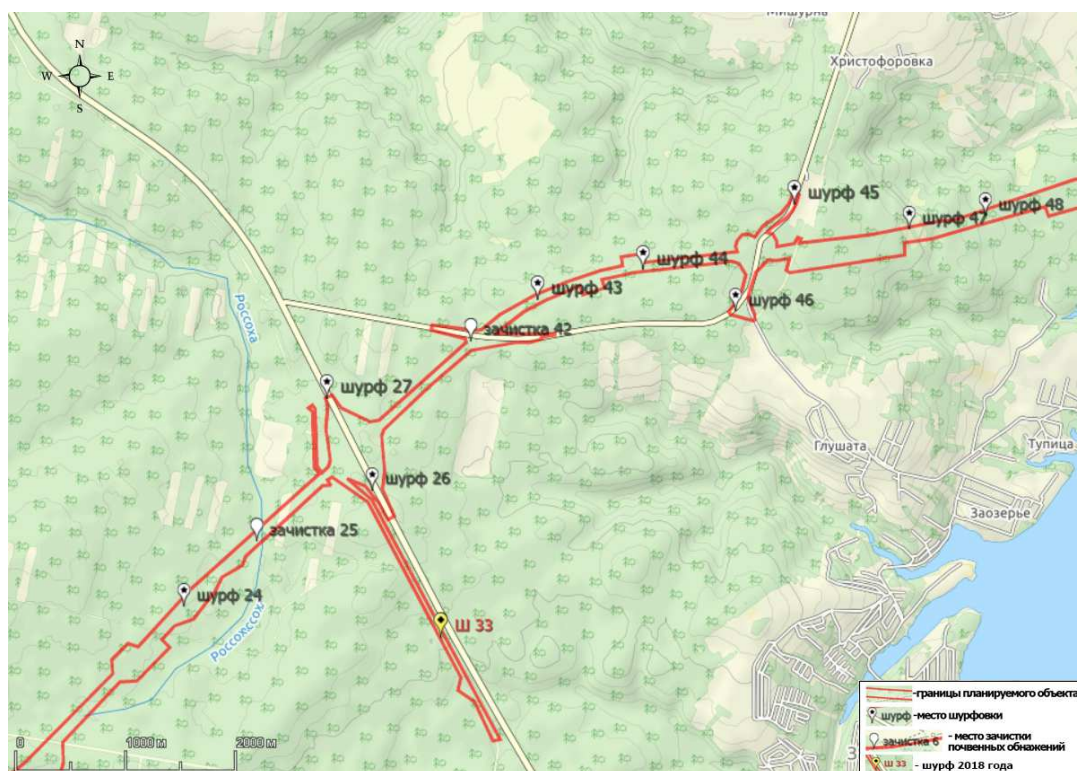 Мишурна
Христофоровка
N
W E
S
шурф 45
шурф 48
шурф 47
шурф 44
шурф 43
шурф 46
Россоха
зачистка 42
шурф 27
Глушата
Тупица
шурф 26
Заозерье
зачистка 25
шурф 24
Ш 33
0 1000 м 2000 м
-границы планируемого объекта
шурф -место шурфовки
зачистка 6 - место зачистки
почвенных обнажений
Ш 33 - шурф 2018 года